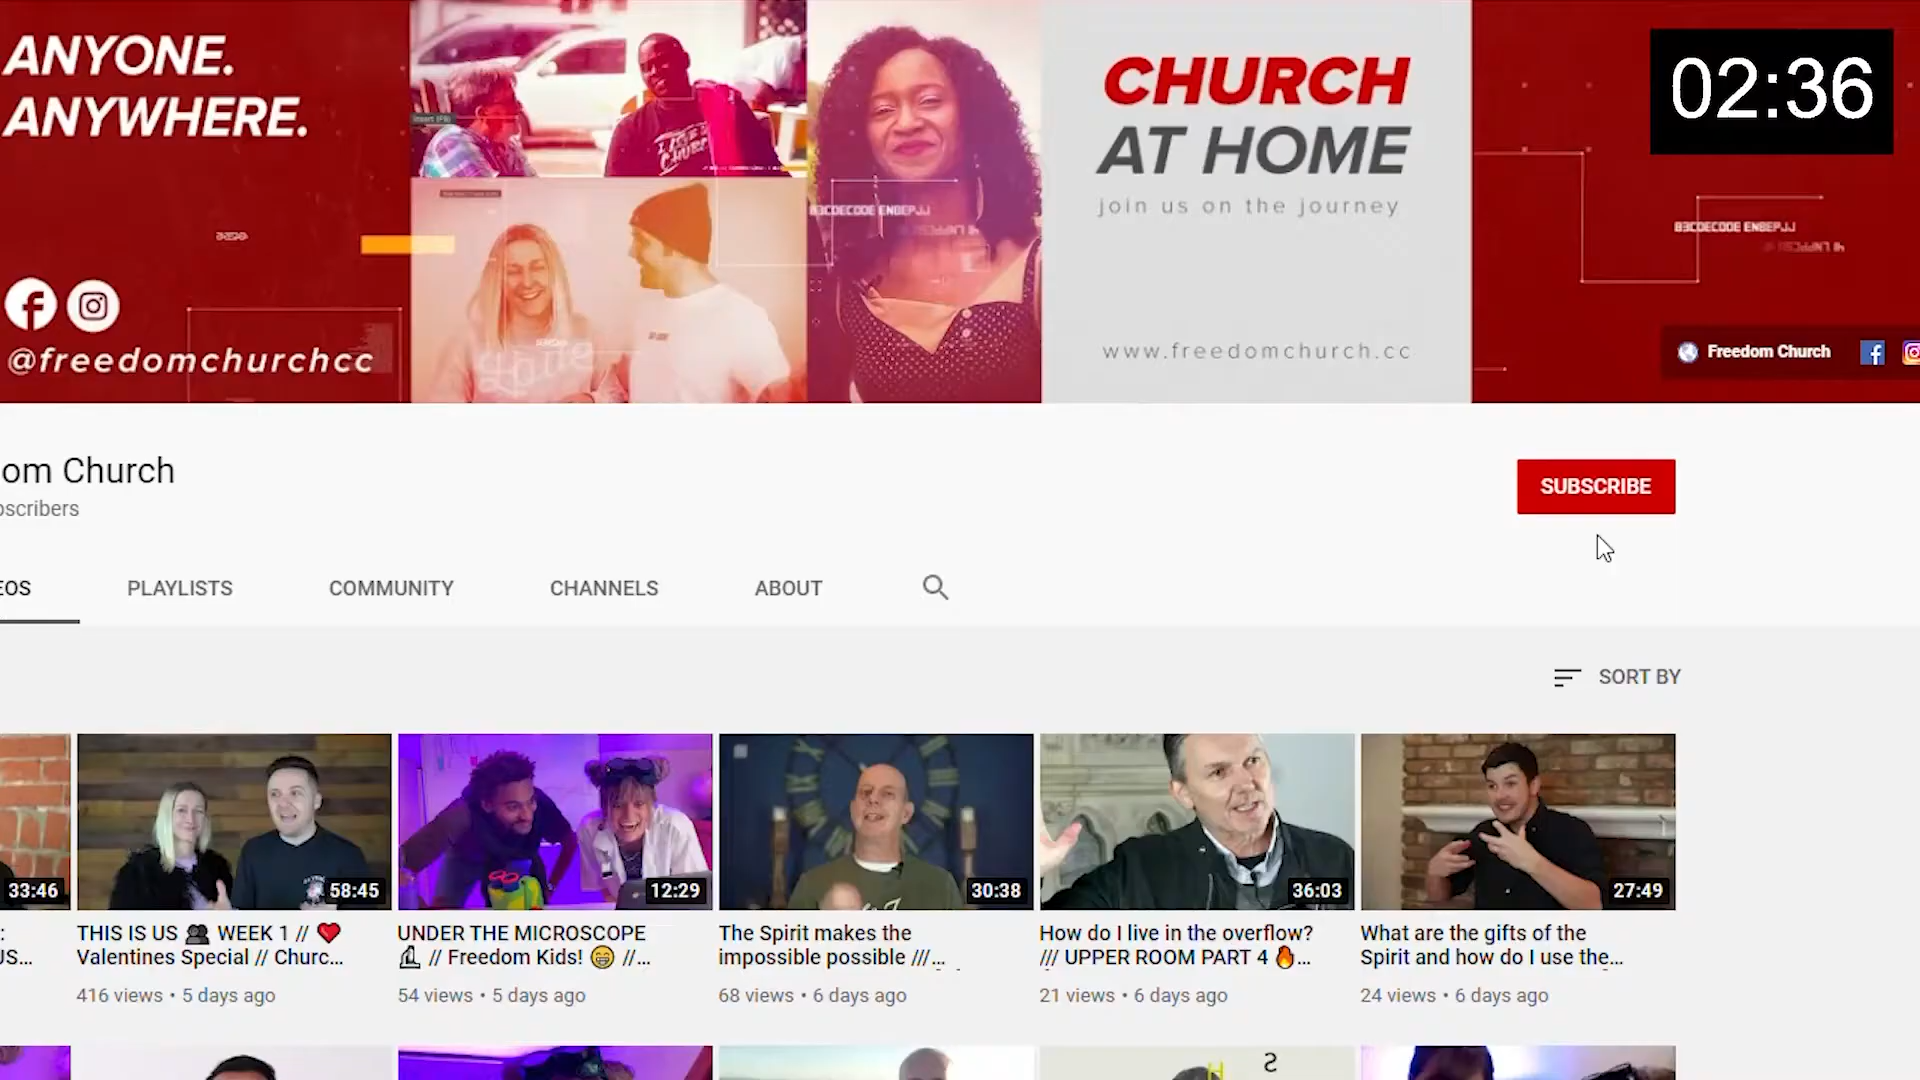 ANYONE.
ANYWHERE.
@freedomchurchcc
CHURCH
AT HOME
join us on the journey
www.freedomchurch.cc
02:36
B3CDECODE ENBEPJJ
B3CDECODE ENBEPJJ
Freedom Church
om Church
scribers
SUBSCRIBE
EOS
PLAYLISTS
COMMUNITY
CHANNELS
ABOUT
SORT BY
33:46
58:45
12:29
30:38
36:03
27:49
THIS IS US 👥 WEEK 1 // ❤️
Valentines Special // Churc...
416 views • 5 days ago
UNDER THE MICROSCOPE
🔬 // Freedom Kids! 😁 //...
54 views • 5 days ago
The Spirit makes the
impossible possible ///...
68 views • 6 days ago
How do I live in the overflow?
/// UPPER ROOM PART 4 🔥...
21 views • 6 days ago
What are the gifts of the
Spirit and how do I use the...
24 views • 6 days ago